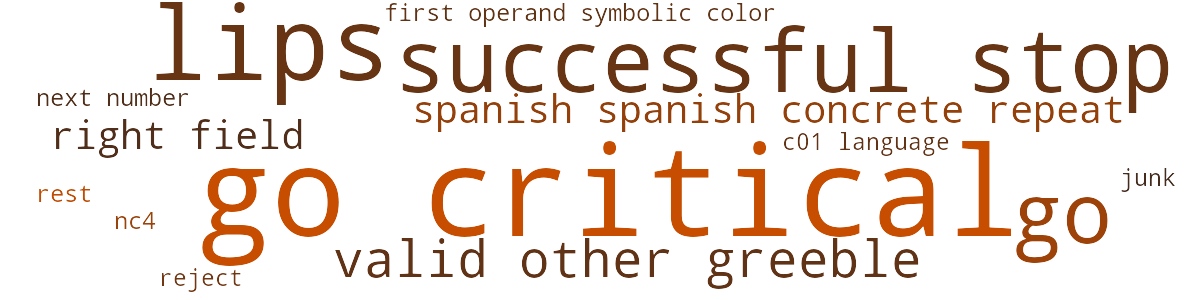 first operand symbolic color
lips
successful stop
next number
spanish spanish concrete repeat
right field
c01 language
go critical
junk
rest
go
nc4
valid other greeble
reject